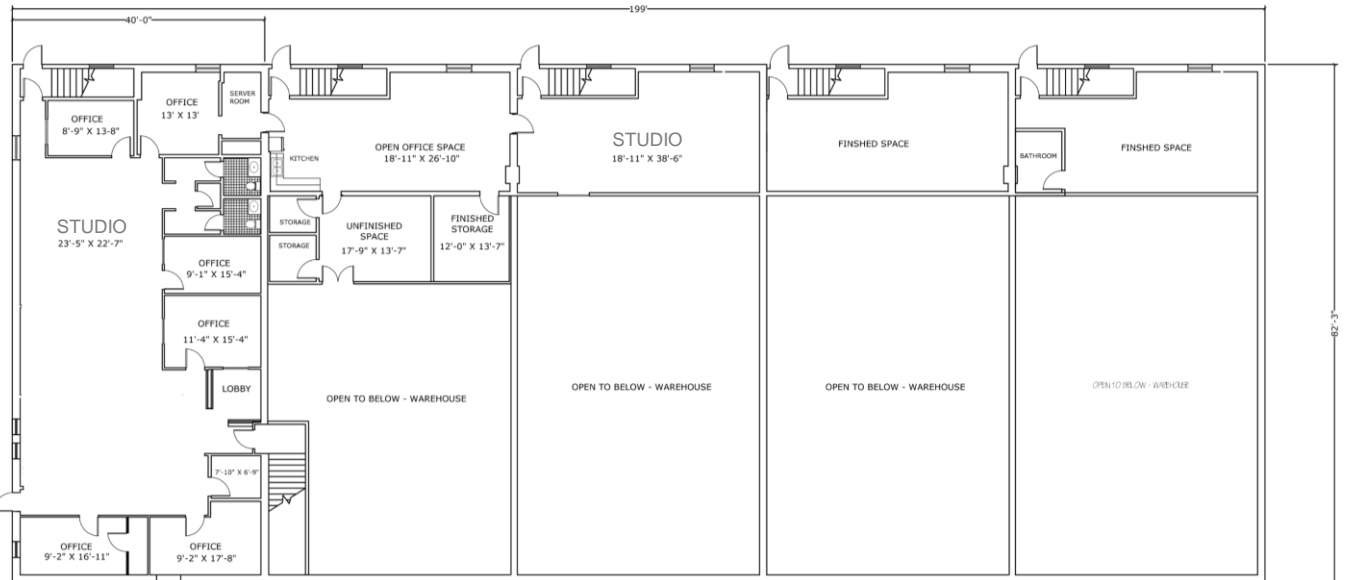 199'
40'-0"
OFFICE
8'-9" X 13-8"
OFFICE
13' X 13'
SERVER
ROOM
KITCHEN
OPEN OFFICE SPACE
18'-11" X 26'-10"
STUDIO
18'-11" X 38'-6"
FINSHED SPACE
BATHROOM
FINSHED SPACE
STUDIO
23'-5" X 22'-7"
STORAGE
STORAGE
UNFINISHED
SPACE
17'-9" X 13'-7"
FINISHED
STORAGE
12'-0" X 13'-7"
OFFICE
9'-1" X 15'-4"
OFFICE
11'-4" X 15'-4"
82'-3"
LOBBY
OPEN TO BELOW - WAREHOUSE
OPEN TO BELOW - WAREHOUSE
OPEN TO BELOW - WAREHOUSE
OPEN TO BELOW - WAREHOUSE
7'-10" X 6'-9"
OFFICE
9'-2" X 16'-11"
OFFICE
9'-2" X 17'-8"